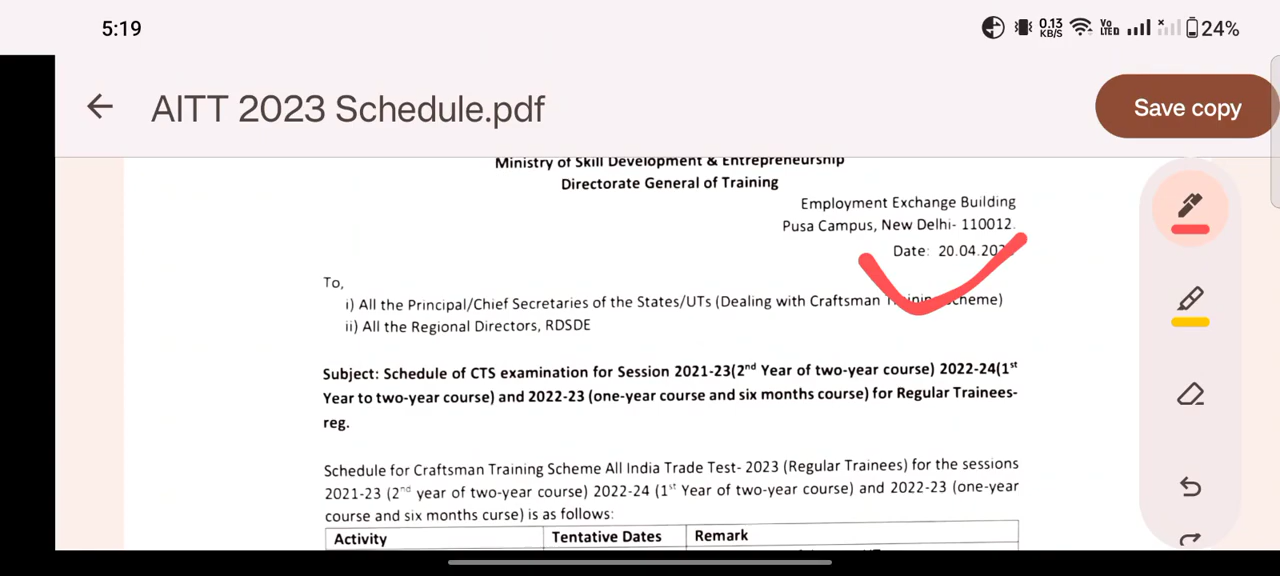 5:19
0.13 KB/S
Vo LTED
24%
AITT 2023 Schedule.pdf
Save copy
Ministry of Skill Development & Entrepreneurship
Directorate General of Training
Employment Exchange Building
Pusa Campus, New Delhi- 110012.
Date: 20.04.202
To,
i) All the Principal/Chief Secretaries of the States/UTs (Dealing with Craftsman Training Scheme)
ii) All the Regional Directors, RDSDE
Subject: Schedule of CTS examination for Session 2021-23(2nd Year of two-year course) 2022-24(1st
Year to two-year course) and 2022-23 (one-year course and six months course) for Regular Trainees-
reg.
Schedule for Craftsman Training Scheme All India Trade Test- 2023 (Regular Trainees) for the sessions
2021-23 (2nd year of two-year course) 2022-24 (1st Year of two-year course) and 2022-23 (one-year
course and six months curse) is as follows:
Activity Tentative Dates Remark